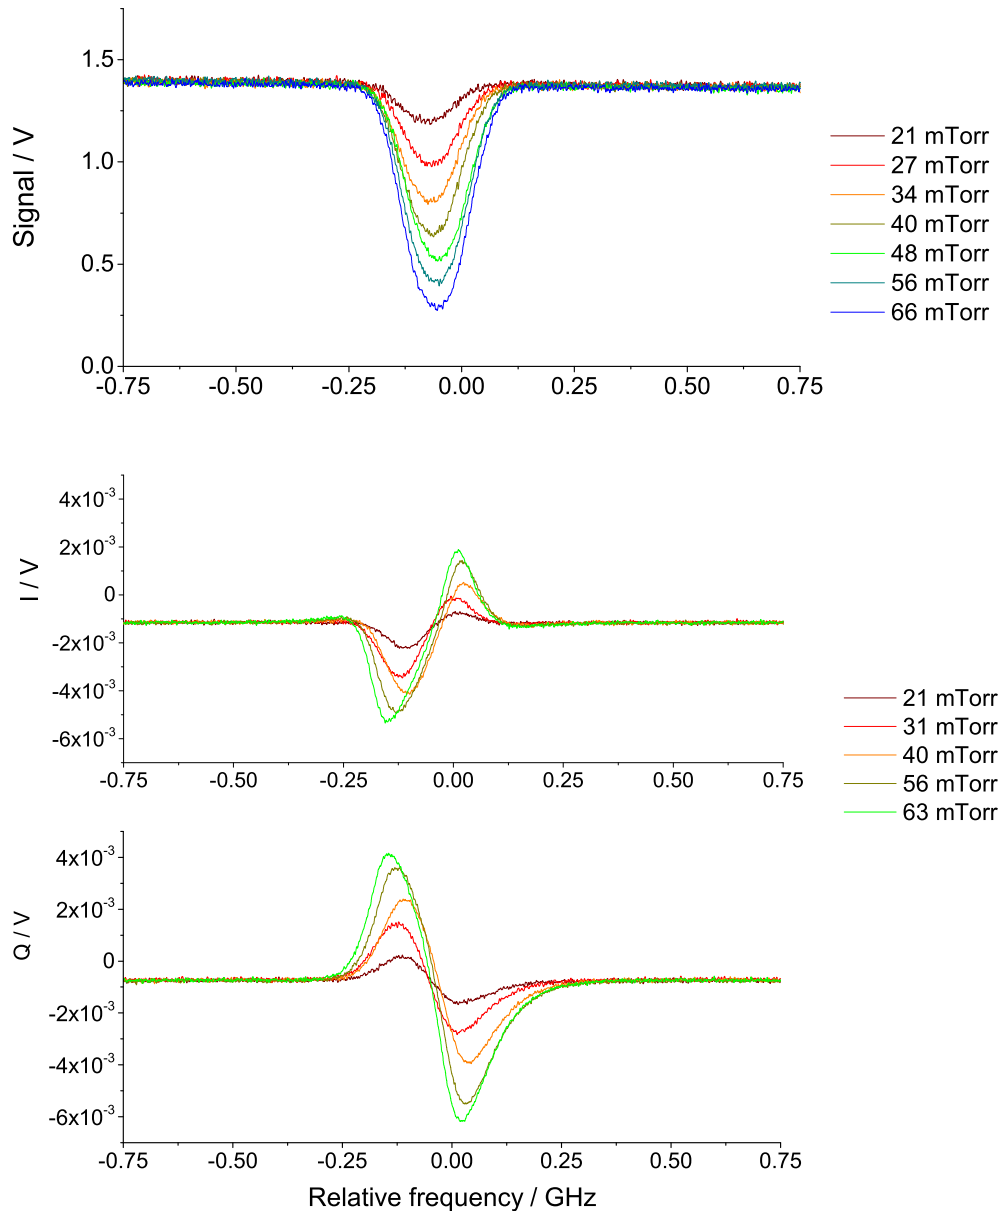 1.5
1.0
0.5
0.0
Signal / V
-0.75 -0.50 -0.25 0.00 0.25 0.50 0.75
21 mTorr
27 mTorr
34 mTorr
40 mTorr
48 mTorr
56 mTorr
66 mTorr
4x10⁻³
2x10⁻³
0
-2x10⁻³
-4x10⁻³
-6x10⁻³
I / V
-0.75 -0.50 -0.25 0.00 0.25 0.50 0.75
21 mTorr
31 mTorr
40 mTorr
56 mTorr
63 mTorr
4x10⁻³
2x10⁻³
0
-2x10⁻³
-4x10⁻³
-6x10⁻³
Q / V
-0.75 -0.50 -0.25 0.00 0.25 0.50 0.75
Relative frequency / GHz